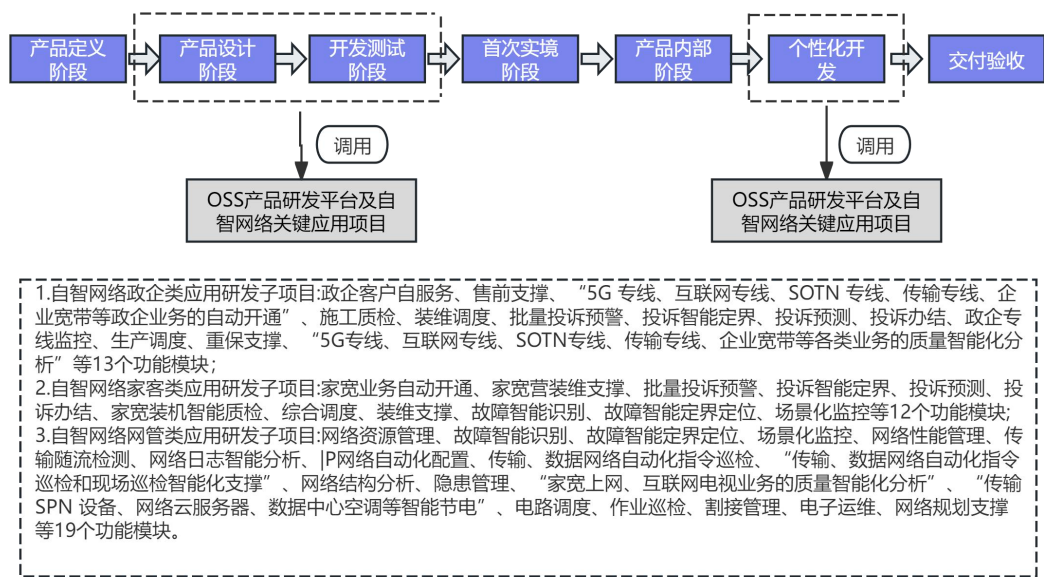 产品定义
阶段
产品设计
阶段
开发测试
阶段
首次实境
阶段
产品内部
阶段
个性化开
发
交付验收
调用
调用
OSS产品研发平台及自
智网络关键应用项目
OSS产品研发平台及自
智网络关键应用项目
1.自智网络政企类应用研发子项目:政企客户自服务、售前支撑、“5G 专线、互联网专线、SOTN 专线、传输专线、企
业宽带等政企业务的自动开通”、施工质检、装维调度、批量投诉预警、投诉智能定界、投诉预测、投诉办结、政企专
线监控、生产调度、重保支撑、“5G专线、互联网专线、SOTN专线、传输专线、企业宽带等各类业务的质量智能化分
析”等13个功能模块;
2.自智网络家客类应用研发子项目:家宽业务自动开通、家宽营装维支撑、批量投诉预警、投诉智能定界、投诉预测、投
诉办结、家宽装机智能质检、综合调度、装维支撑、故障智能识别、故障智能定界定位、场景化监控等12个功能模块;
3.自智网络网管类应用研发子项目:网络资源管理、故障智能识别、故障智能定界定位、场景化监控、网络性能管理、传
输随流检测、网络日志智能分析、|P网络自动化配置、传输、数据网络自动化指令巡检、“传输、数据网络自动化指令
巡检和现场巡检智能化支撑”、网络结构分析、隐患管理、“家宽上网、互联网电视业务的质量智能化分析”、“传输
SPN 设备、网络云服务器、数据中心空调等智能节电”、电路调度、作业巡检、割接管理、电子运维、网络规划支撑
等19个功能模块。